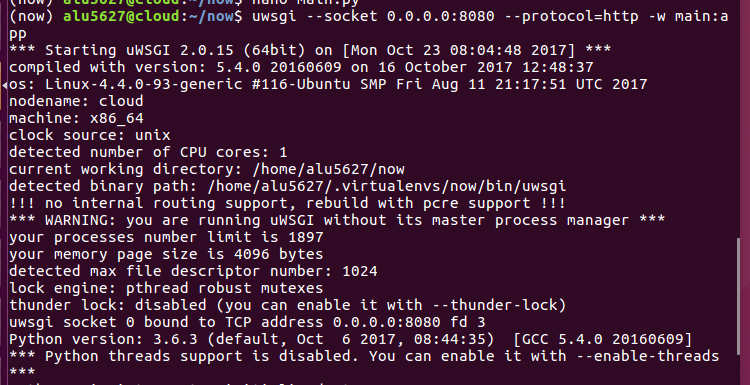 (now) alu5627@cloud:~/now$ nano main.py
(now) alu5627@cloud:~/now$ uwsgi --socket 0.0.0.0:8080 --protocol=http -w main:a
pp
*** Starting uWSGI 2.0.15 (64bit) on [Mon Oct 23 08:04:48 2017] ***
compiled with version: 5.4.0 20160609 on 16 October 2017 12:48:37
os: Linux-4.4.0-93-generic #116-Ubuntu SMP Fri Aug 11 21:17:51 UTC 2017
nodename: cloud
machine: x86_64
clock source: unix
detected number of CPU cores: 1
current working directory: /home/alu5627/now
detected binary path: /home/alu5627/.virtualenvs/now/bin/uwsgi
!!! no internal routing support, rebuild with pcre support !!!
*** WARNING: you are running uWSGI without its master process manager ***
your processes number limit is 1897
your memory page size is 4096 bytes
detected max file descriptor number: 1024
lock engine: pthread robust mutexes
thunder lock: disabled (you can enable it with --thunder-lock)
uwsgi socket 0 bound to TCP address 0.0.0.0:8080 fd 3
Python version: 3.6.3 (default, Oct  6 2017, 08:44:35)  [GCC 5.4.0 20160609]
*** Python threads support is disabled. You can enable it with --enable-threads
***